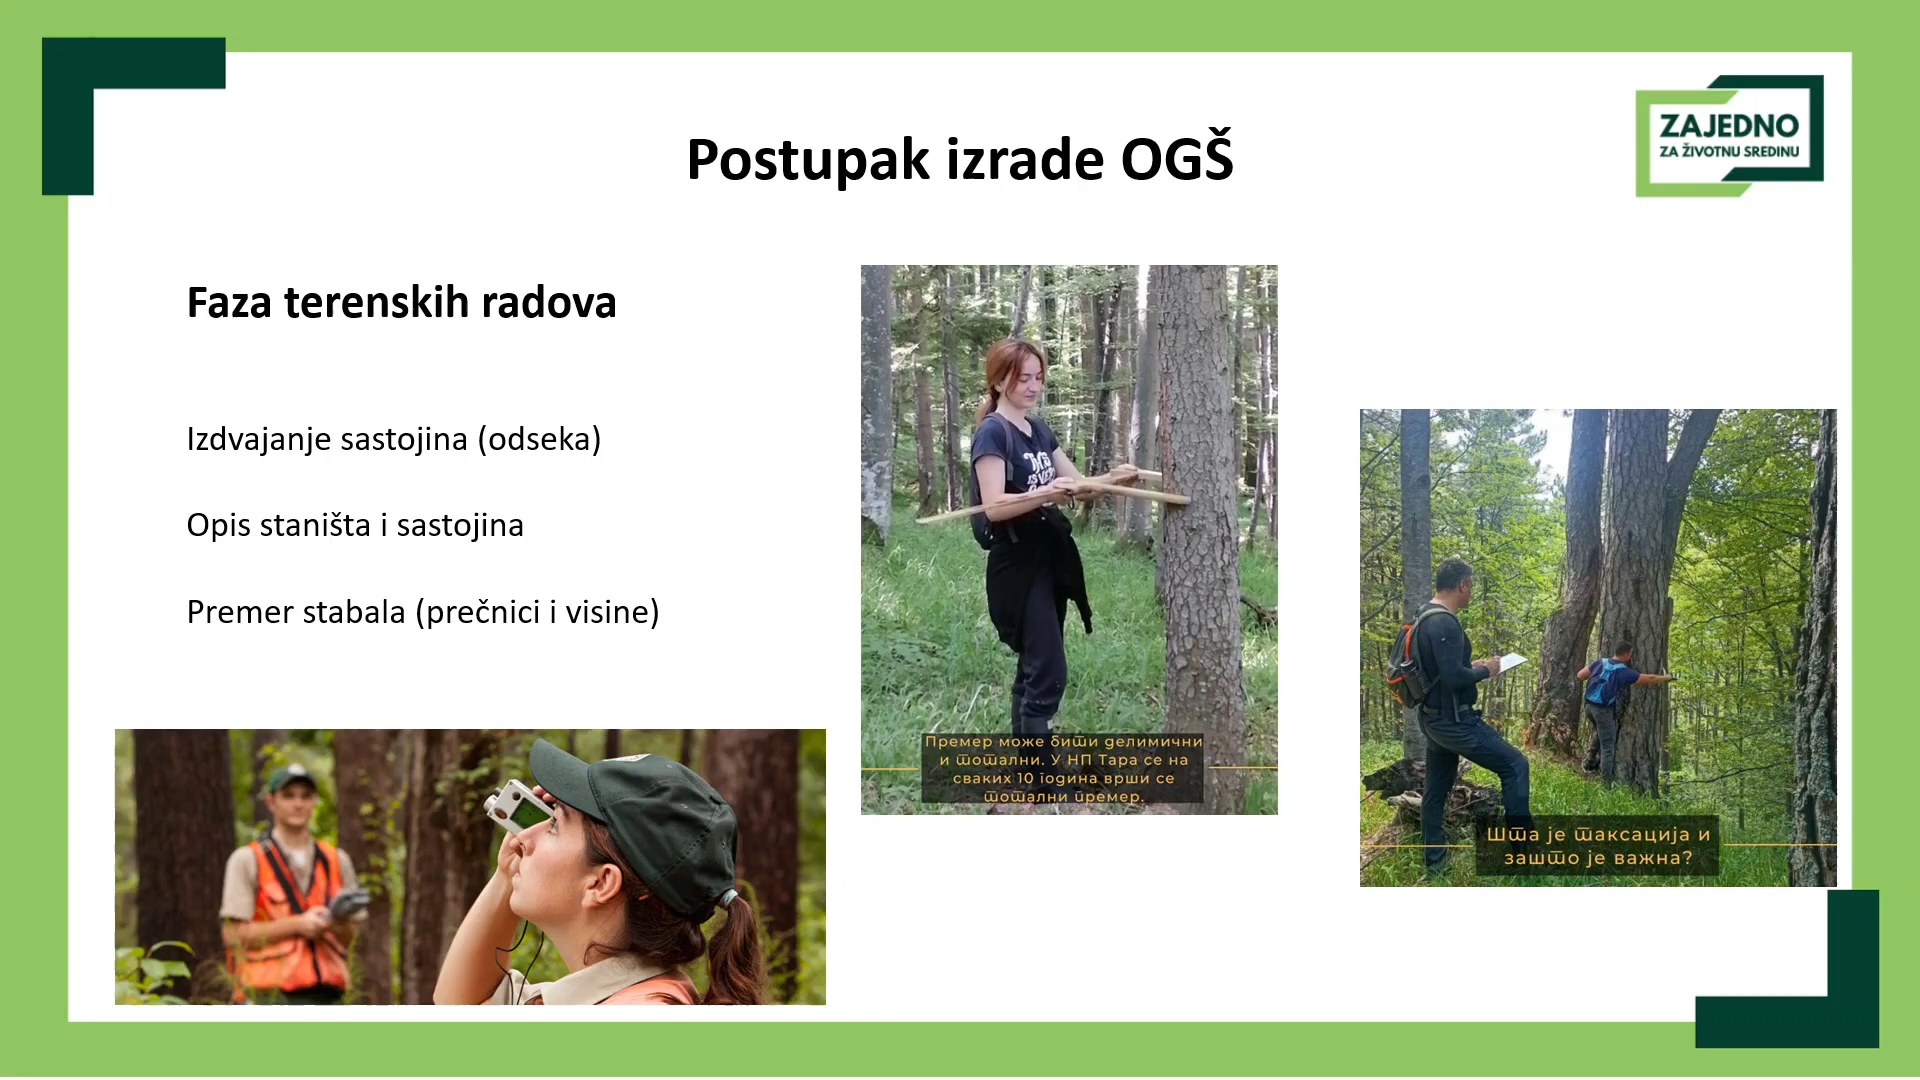 Postupak izrade OGŠ
ZAJEDNO
ZA ŽIVOTNU SREDINU
Faza terenskih radova
Izdvajanje sastojina (odseka)
Opis staništa i sastojina
Premer stabala (prečnici i visine)
Премер може бити делимични
и тотални. У НП Тара се на
сваких 10 година врши се
тотални премер.
Шта је таксација и
зашто је важна?